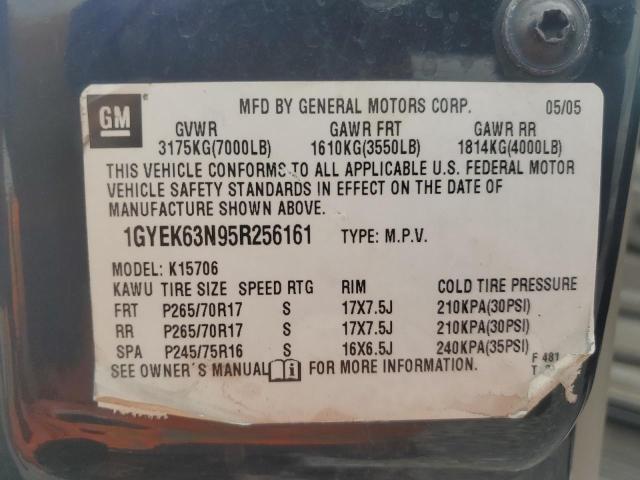 GM ®
MFD BY GENERAL MOTORS CORP. 05/05
GVWR GAWR FRT GAWR RR
3175KG(7000LB) 1610KG(3550LB) 1814KG(4000LB)
THIS VEHICLE CONFORMS TO ALL APPLICABLE U.S. FEDERAL MOTOR
VEHICLE SAFETY STANDARDS IN EFFECT ON THE DATE OF
MANUFACTURE SHOWN ABOVE.
1GYEK63N95R256161 TYPE: M.P.V.
MODEL: K15706
KAWU TIRE SIZE SPEED RTG RIM COLD TIRE PRESSURE
FRT P265/70R17 S 17X7.5J 210KPA(30PSI)
RR P265/70R17 S 17X7.5J 210KPA(30PSI)
SPA P245/75R16 S 16X6.5J 240KPA(35PSI)
SEE OWNER'S MANUAL FOR MORE INFORMATION.
F 481
T